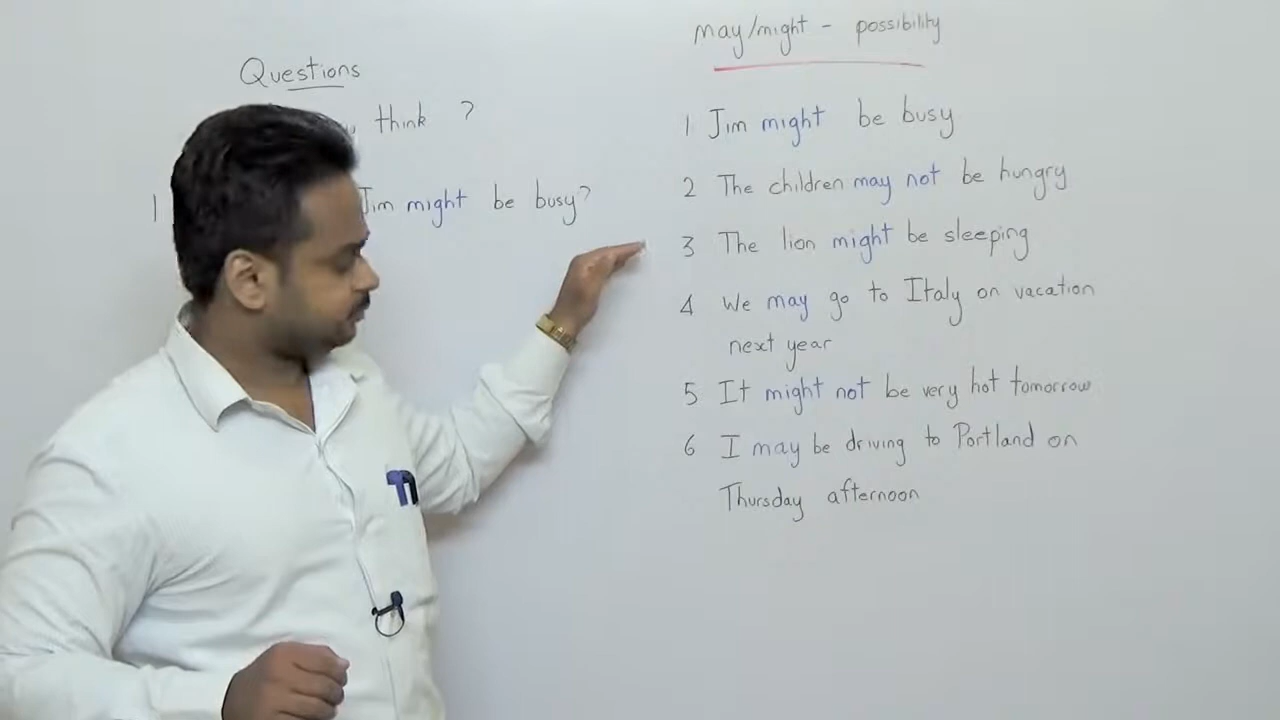 Questions
think ?
1 Jim might be busy?
may/might - possibility
1 Jim might be busy
2 The children may not be hungry
3 The lion might be sleeping
4 We may go to Italy on vacation
next year
5 It might not be very hot tomorrow
6 I may be driving to Portland on
Thursday afternoon